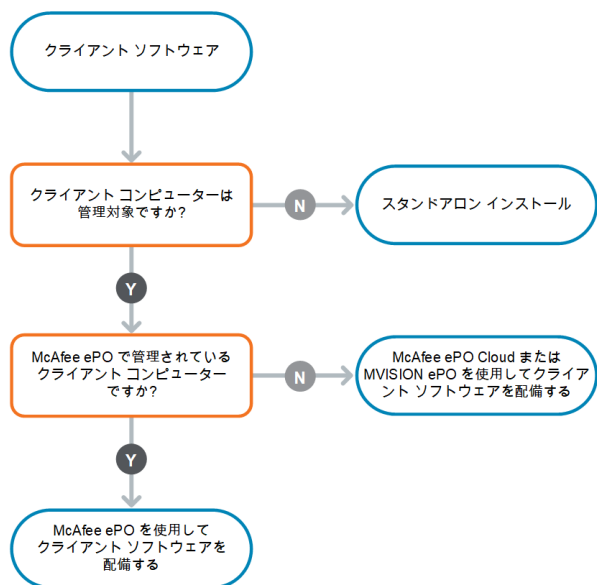 クライアント ソフトウェア
クライアント コンピューターは
管理対象ですか?
N
スタンドアロン インストール
Y
McAfee ePO で管理されている
クライアント コンピューター
ですか?
N
McAfee ePO Cloud または
MVISION ePO を使用してクライア
ント ソフトウェアを配備する
Y
McAfee ePO を使用して
クライアント ソフトウェアを
配備する